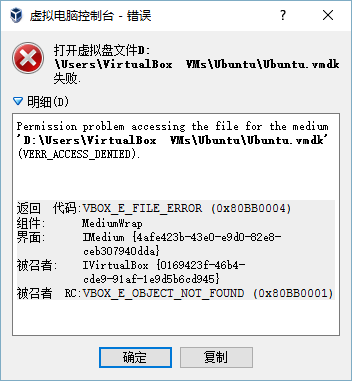 虚拟电脑控制台 - 错误
打开虚拟盘文件D:
\Users\VirtualBox VMs\Ubuntu\Ubuntu.vmdk
失败.
明细(D)
Permission problem accessing the file for the medium
'D:\Users\VirtualBox VMs\Ubuntu\Ubuntu.vmdk'
(VERR_ACCESS_DENIED).
返回 代码:VBOX_E_FILE_ERROR (0x80BB0004)
组件: MediumWrap
界面: IMedium {4afe423b-43e0-e9d0-82e8-
ceb307940dda}
被召者: IVirtualBox {0169423f-46b4-
cde9-91af-1e9d5b6cd945}
被召者 RC:VBOX_E_OBJECT_NOT_FOUND (0x80BB0001)
确定
复制